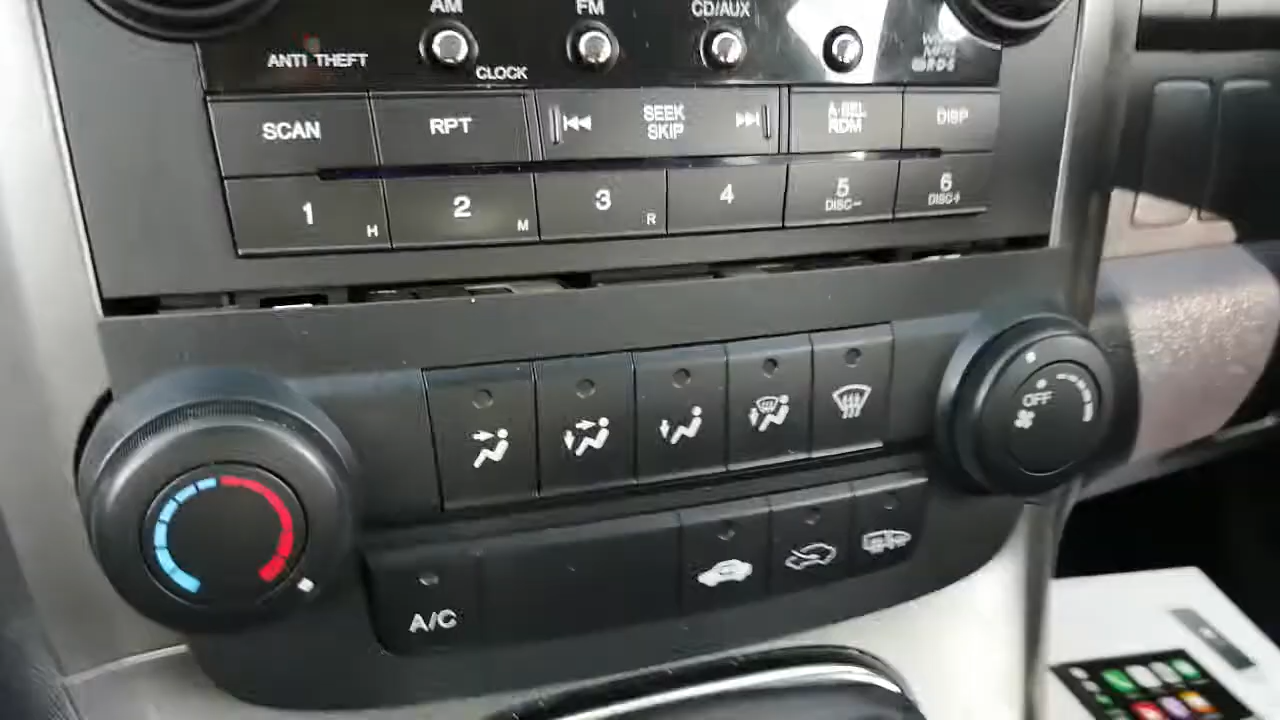 AM FM CD/AUX
ANTI THEFT CLOCK
SCAN RPT SEEK SKIP A.SEL RDM DISP
1 H 2 M 3 R 4 5 DISC− 6 DISC+
OFF
A/C